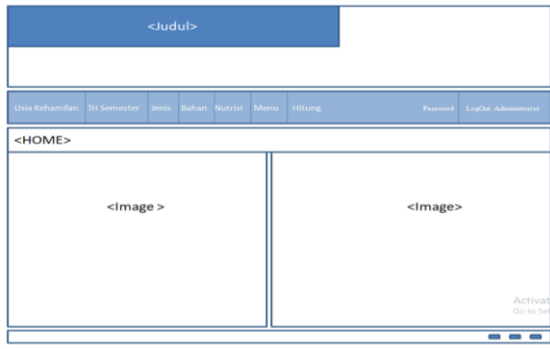 <Judul>
Usia Kehamilan Tri Semester Jenis Bahan Nutrisi Menu Hitung Password LogOut Administrator
<HOME>
<Image > <Image>
Activat
Go to Set